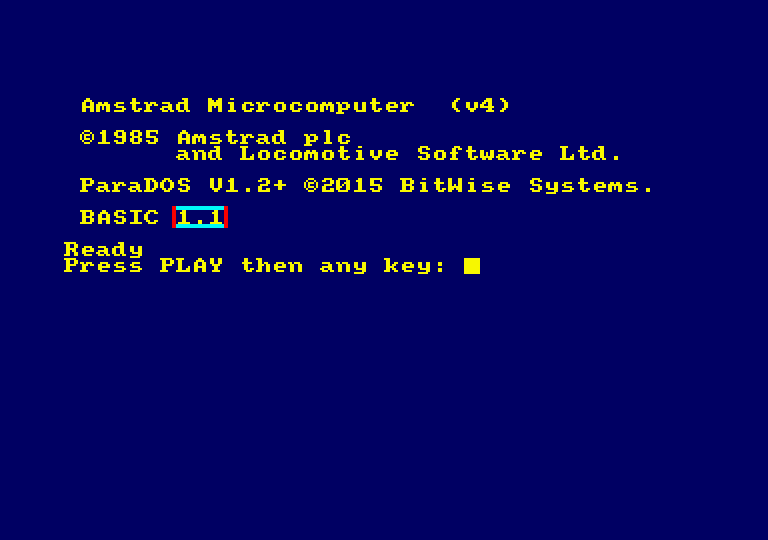 Amstrad Microcomputer (v4)
©1985 Amstrad plc
and Locomotive Software Ltd.
ParaDOS V1.2+ ©2015 BitWise Systems.
BASIC 1.1
Ready
Press PLAY then any key: